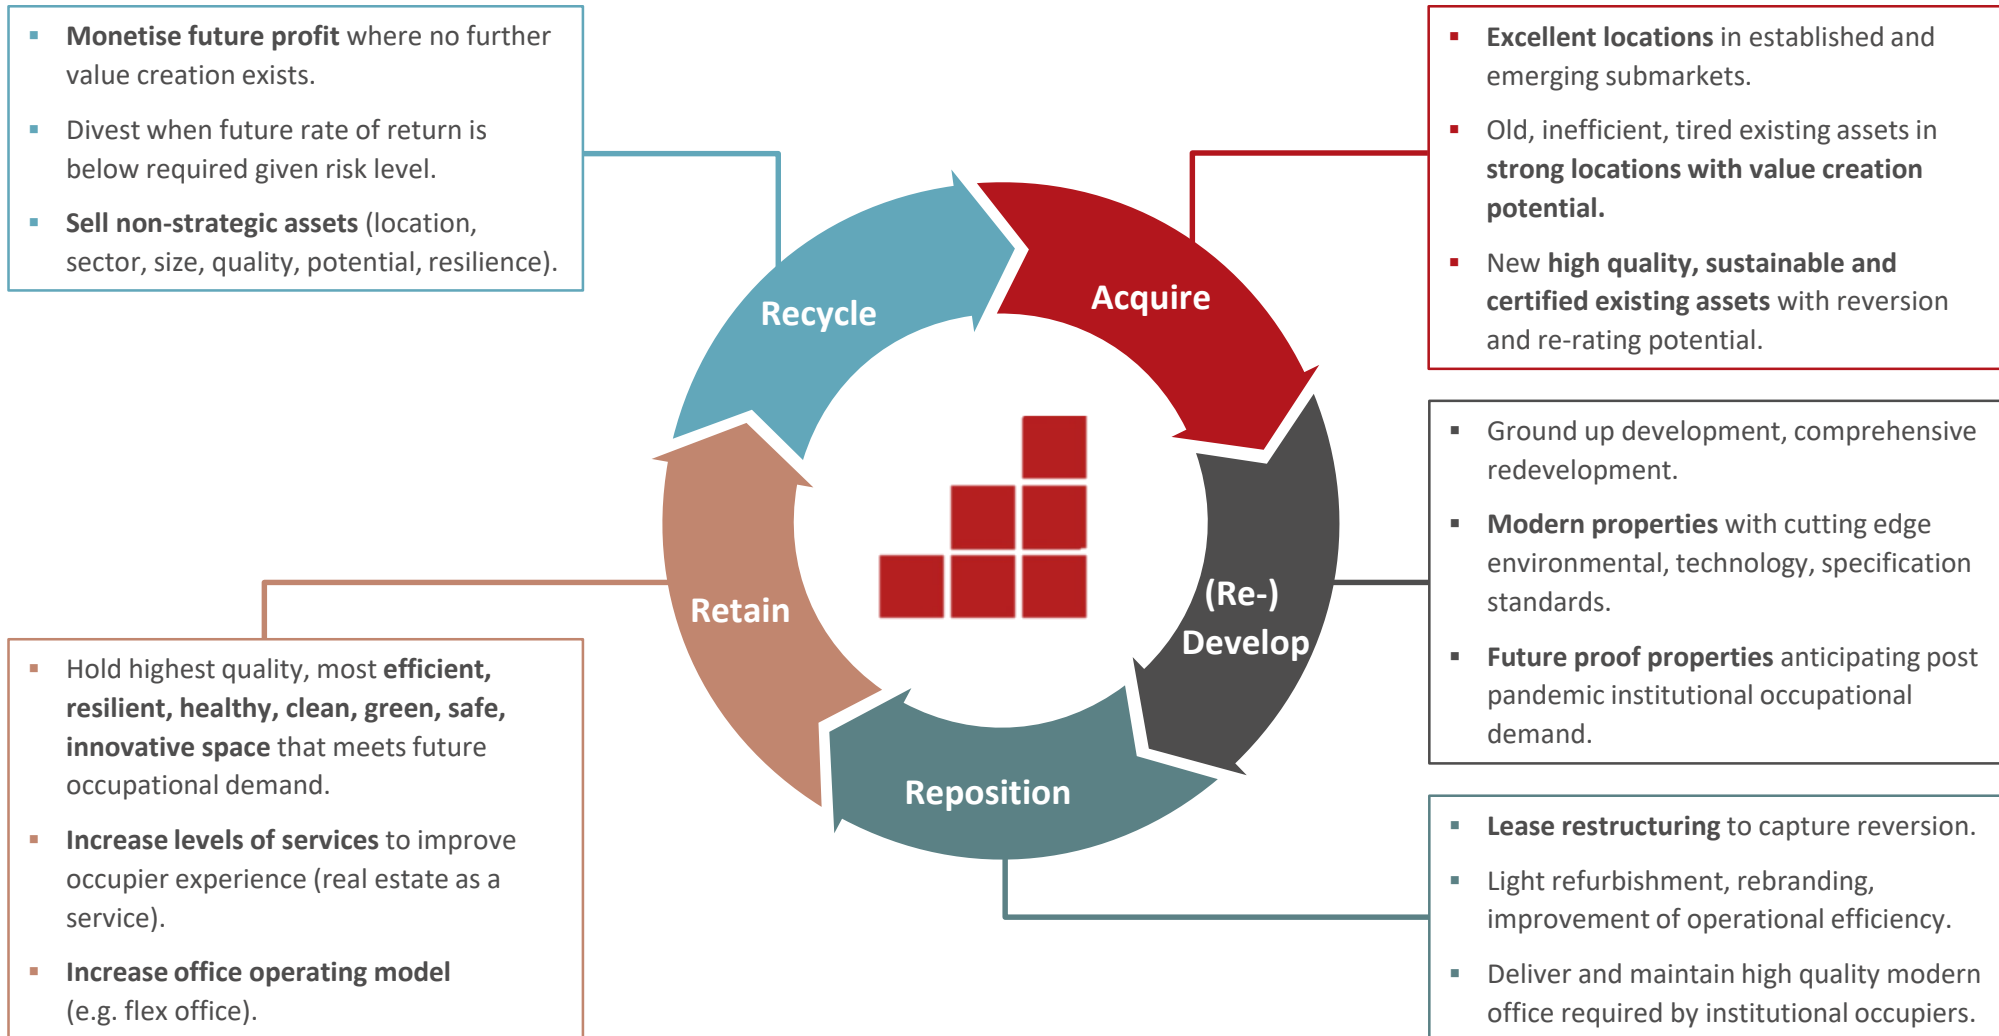 Monetise future profit where no further
value creation exists.
Divest when future rate of return is
below required given risk level.
Sell non-strategic assets (location,
sector, size, quality, potential, resilience).
Excellent locations in established and
emerging submarkets.
Old, inefficient, tired existing assets in
strong locations with value creation
potential.
New high quality, sustainable and
certified existing assets with reversion
and re-rating potential.
Recycle
Acquire
Ground up development, comprehensive
redevelopment.
Modern properties with cutting edge
environmental, technology, specification
standards.
Future proof properties anticipating post
pandemic institutional occupational
demand.
Retain
(Re-)
Develop
Reposition
Hold highest quality, most efficient,
resilient, healthy, clean, green, safe,
innovative space that meets future
occupational demand.
Increase levels of services to improve
occupier experience (real estate as a
service).
Increase office operating model
(e.g. flex office).
Lease restructuring to capture reversion.
Light refurbishment, rebranding,
improvement of operational efficiency.
Deliver and maintain high quality modern
office required by institutional occupiers.